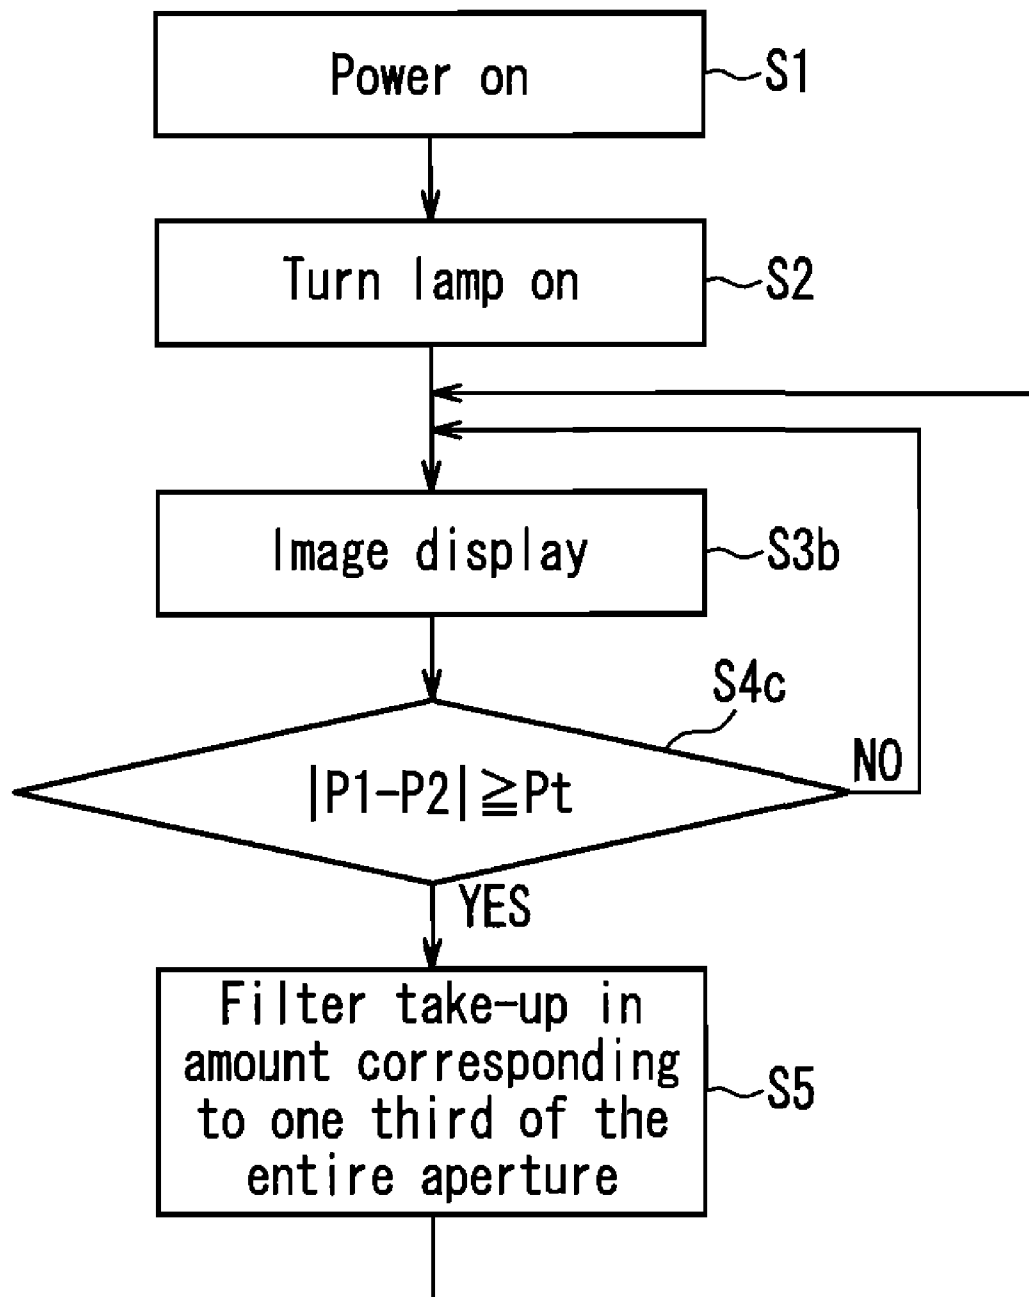 Power on
S1
Turn lamp on
S2
Image display
S3b
S4c
|P1-P2|≧Pt
NO
YES
Filter take-up in
amount corresponding
to one third of the
entire aperture
S5